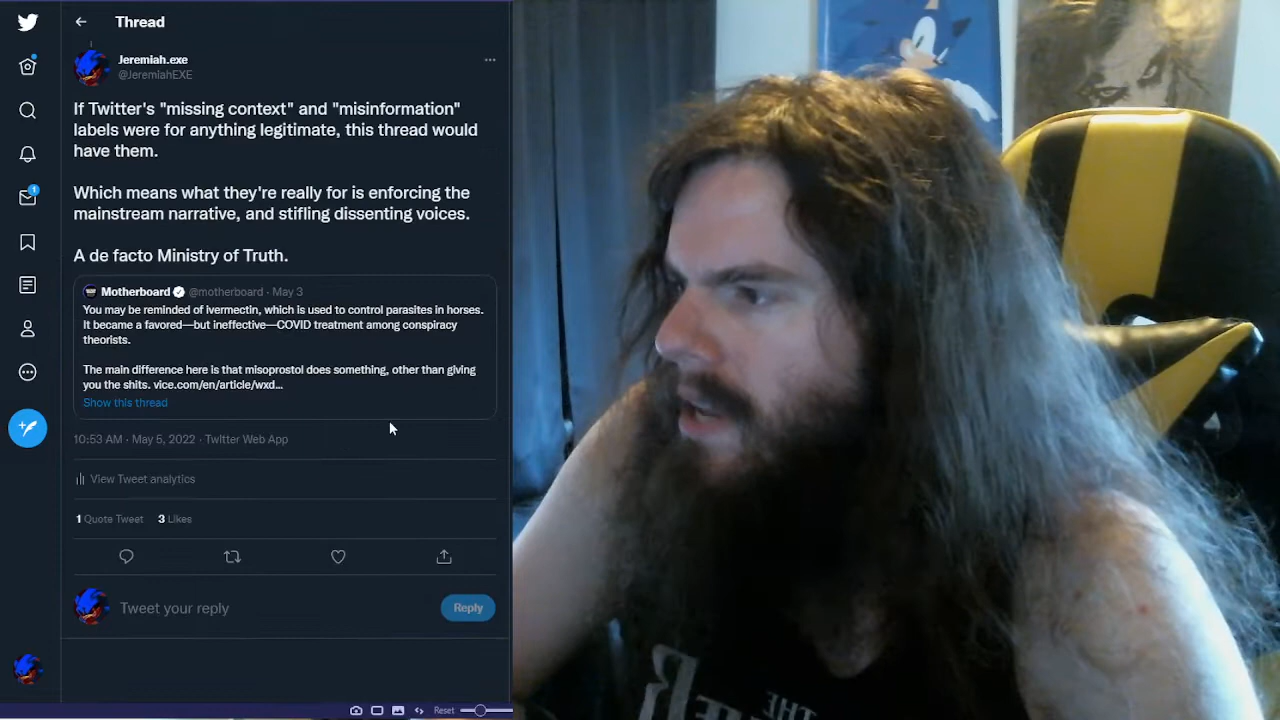 Thread
Jeremiah.exe
@JeremiahEXE
If Twitter's "missing context" and "misinformation"
labels were for anything legitimate, this thread would
have them.
Which means what they're really for is enforcing the
mainstream narrative, and stifling dissenting voices.
A de facto Ministry of Truth.
Motherboard @motherboard · May 3
You may be reminded of ivermectin, which is used to control parasites in horses.
It became a favored—but ineffective—COVID treatment among conspiracy
theorists.
The main difference here is that misoprostol does something, other than giving
you the shits. vice.com/en/article/wxd...
Show this thread
10:53 AM · May 5, 2022 · Twitter Web App
View Tweet analytics
1 Quote Tweet 3 Likes
Tweet your reply
Reply
1
Reset
THE